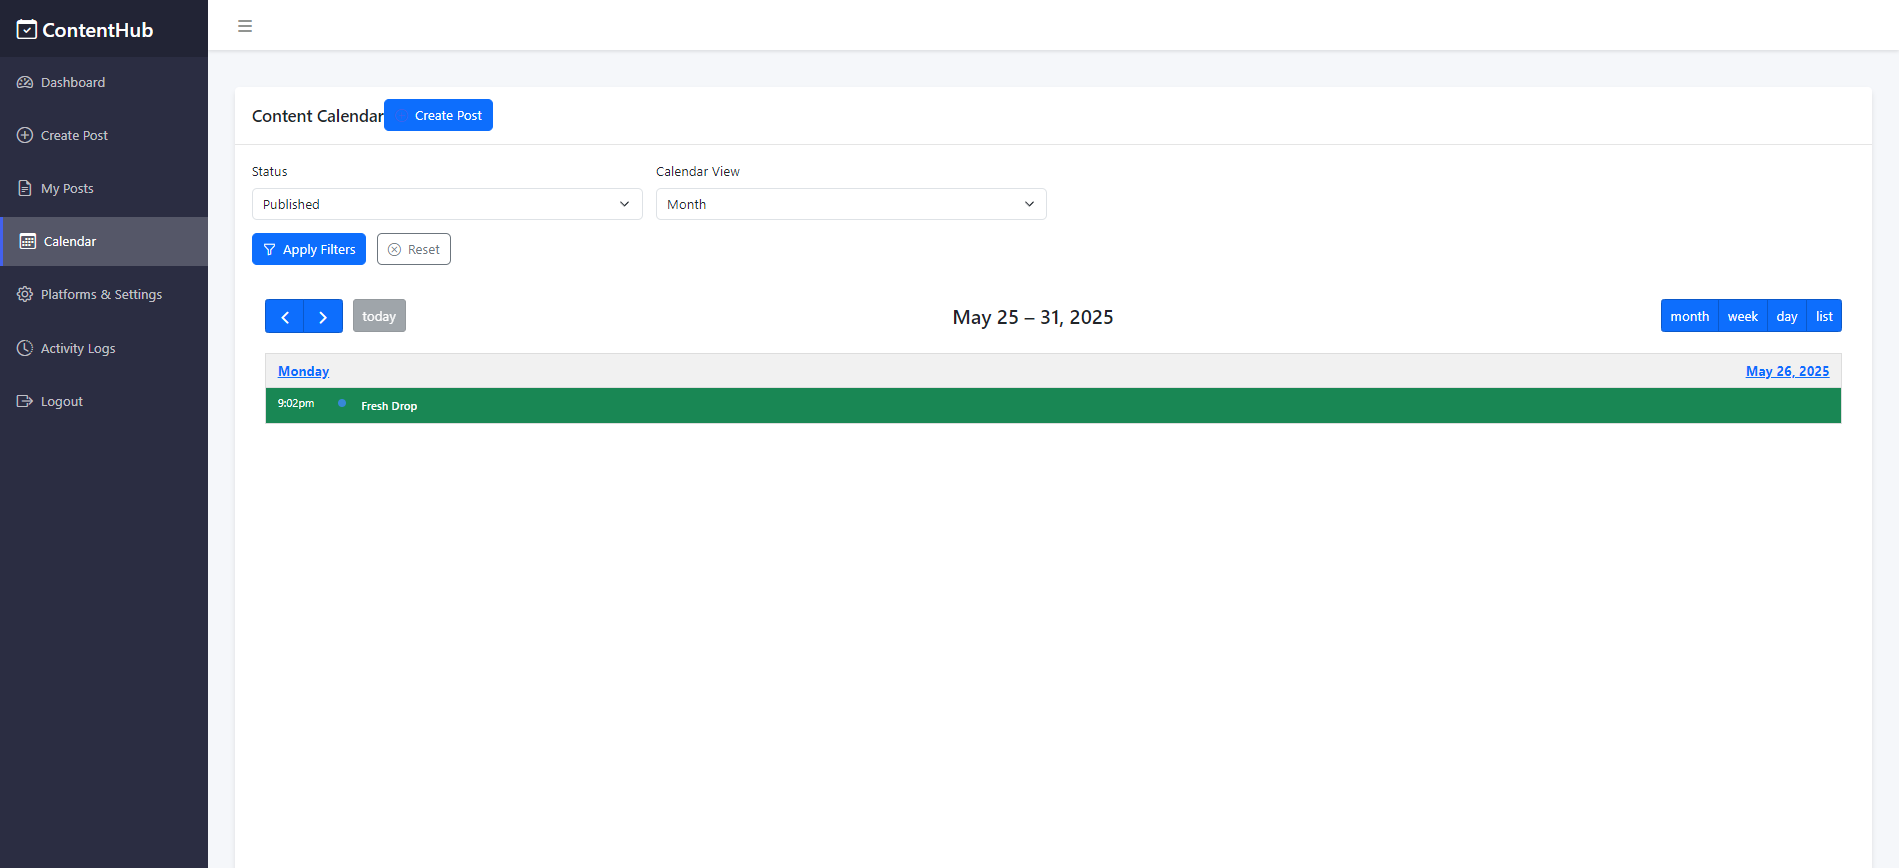 ContentHub
Dashboard
Create Post
My Posts
Calendar
Platforms & Settings
Activity Logs
Logout
Content Calendar Create Post
Status Calendar View
Published Month
Apply Filters Reset
today May 25 – 31, 2025 month week day list
Monday May 26, 2025
9:02pm Fresh Drop